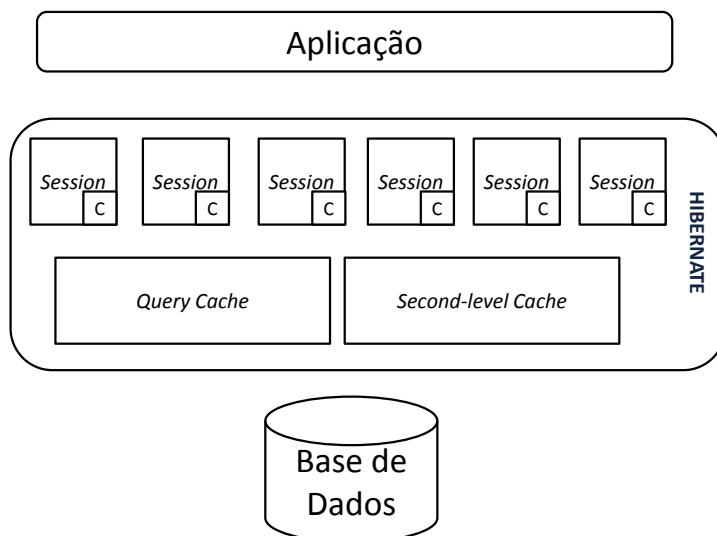 Aplicação
Session Session Session Session Session Session
C C C C C C
HIBERNATE
Query Cache Second-level Cache
Base de
Dados